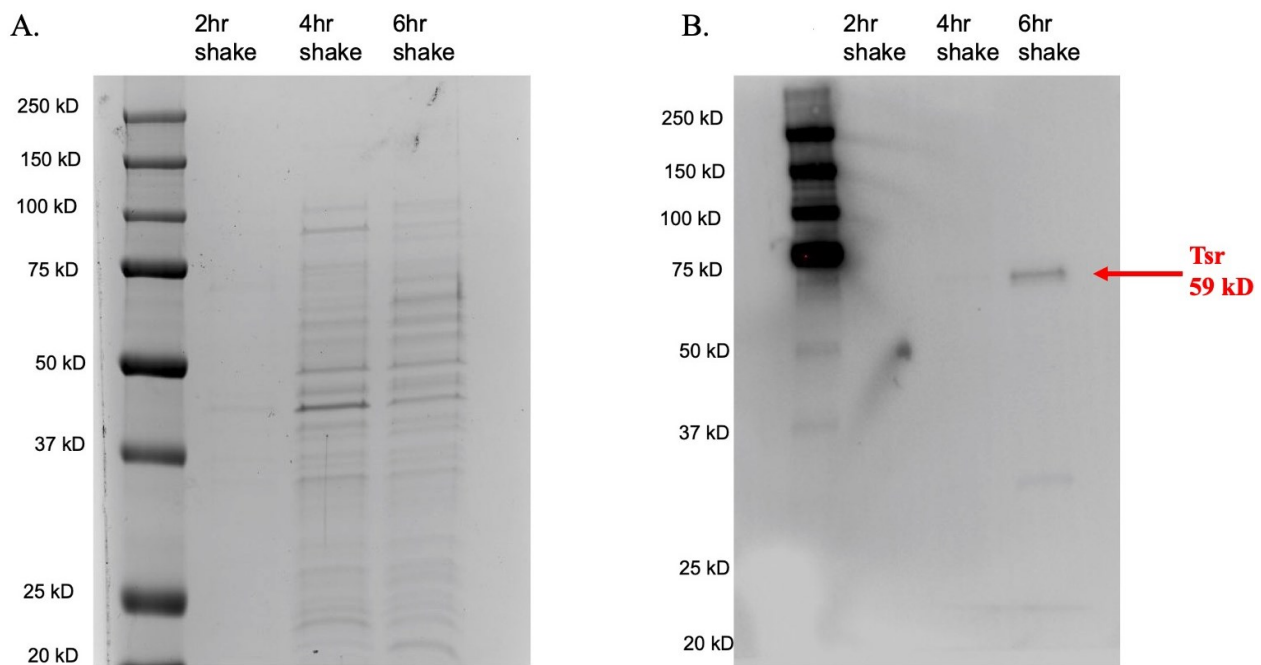 A.
2hr shake
4hr shake
6hr shake
250 kD
150 kD
100 kD
75 kD
50 kD
37 kD
25 kD
20 kD
B.
2hr shake
4hr shake
6hr shake
250 kD
150 kD
100 kD
75 kD
50 kD
37 kD
25 kD
20 kD
Tsr
59 kD